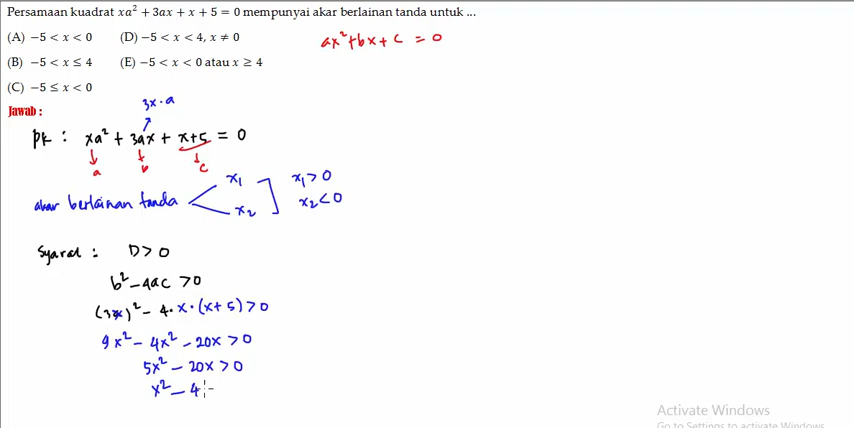 Persamaan kuadrat xa² + 3ax + x + 5 = 0 mempunyai akar berlainan tanda untuk ...
(A) −5 < x < 0 (D) −5 < x < 4, x ≠ 0
(B) −5 < x ≤ 4 (E) −5 < x < 0 atau x ≥ 4
(C) −5 ≤ x < 0
ax² + bx + c = 0
Jawab :
3x · a
PK : xa² + 3ax + x+5 = 0
a b c
akar berlainan tanda
x₁ x₁ > 0
x₂ x₂ < 0
Syarat : D > 0
b² − 4ac > 0
(3x)² − 4 · x · (x + 5) > 0
9x² − 4x² − 20x > 0
5x² − 20x > 0
x² − 4
Activate Windows
Go to Settings to activate Windows